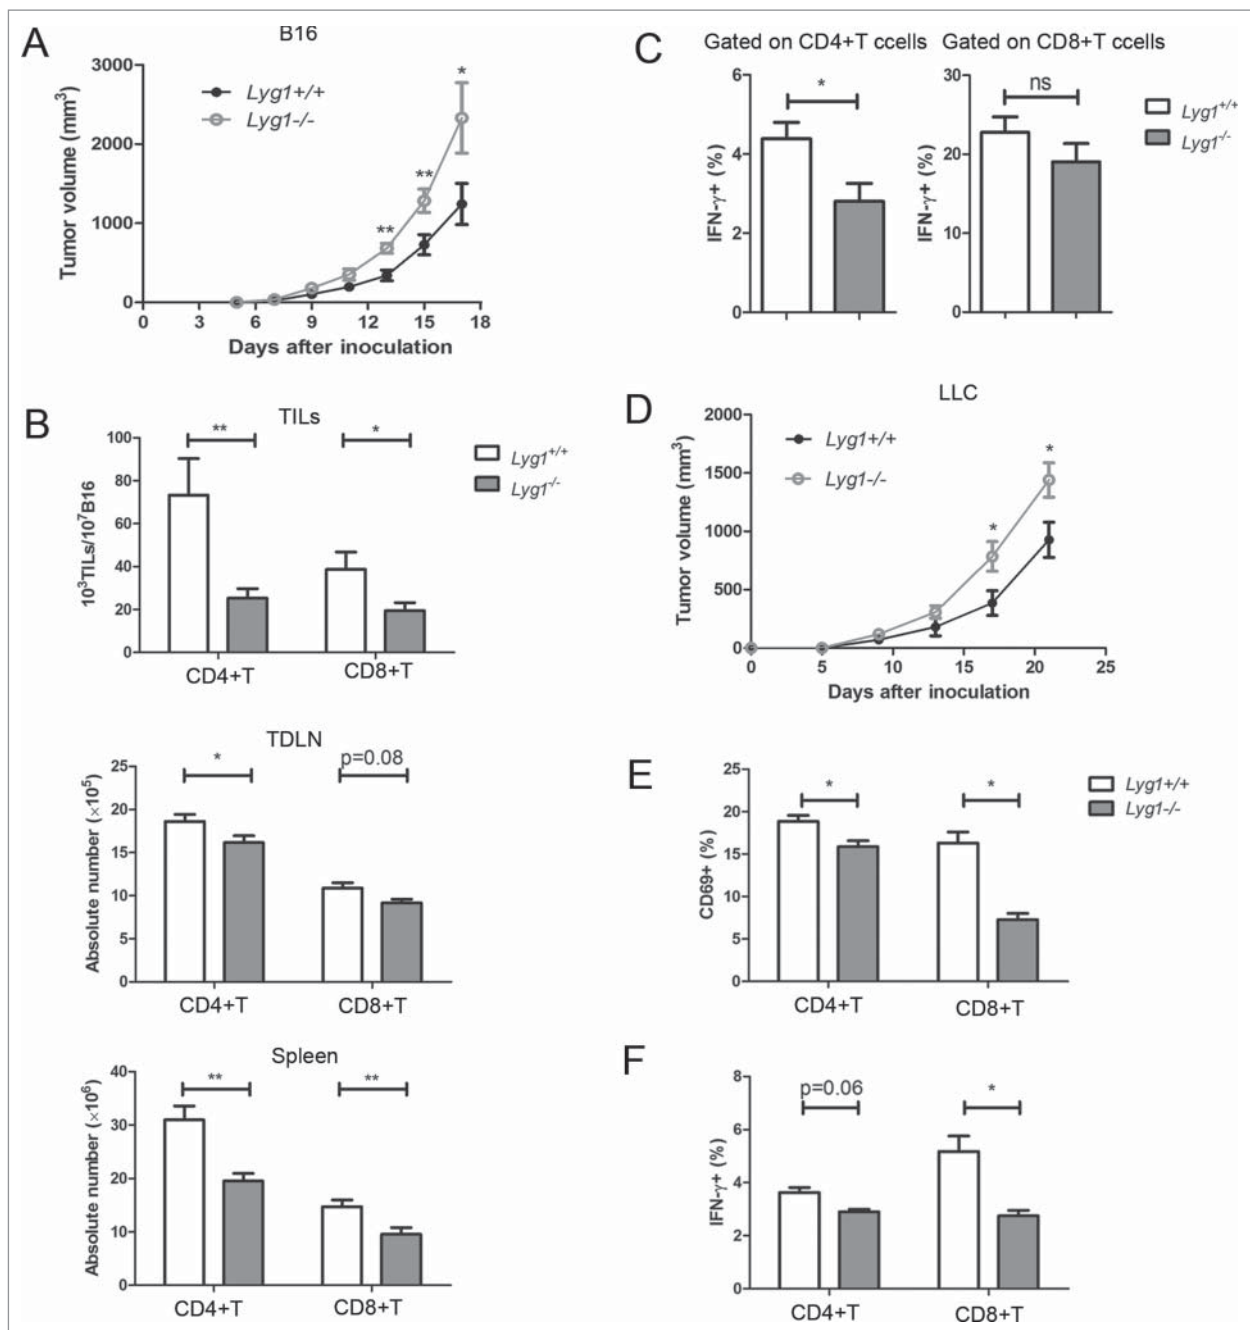 A
B16
Tumor volume (mm³)
3000
2000
1000
0
Lyg1+/+
Lyg1-/-
**
**
*
0 3 6 9 12 15 18
Days after inoculation
B
TILs
10³TILs/10⁷B16
100
80
60
40
20
0
**
*
Lyg1+/+
Lyg1-/-
CD4+T CD8+T
TDLN
Absolute number (×10⁵)
25
20
15
10
5
0
*
p=0.08
CD4+T CD8+T
Spleen
Absolute number (×10⁶)
40
30
20
10
0
**
**
CD4+T CD8+T
C
Gated on CD4+T ccells
IFN-γ+ (%)
6
4
2
0
*
Gated on CD8+T ccells
IFN-γ+ (%)
30
20
10
0
ns
Lyg1+/+
Lyg1-/-
D
LLC
Tumor volume (mm³)
2000
1500
1000
500
0
Lyg1+/+
Lyg1-/-
*
*
0 5 10 15 20 25
Days after inoculation
E
CD69+ (%)
25
20
15
10
5
0
*
*
Lyg1+/+
Lyg1-/-
CD4+T CD8+T
F
IFN-γ+ (%)
8
6
4
2
0
p=0.06
*
CD4+T CD8+T